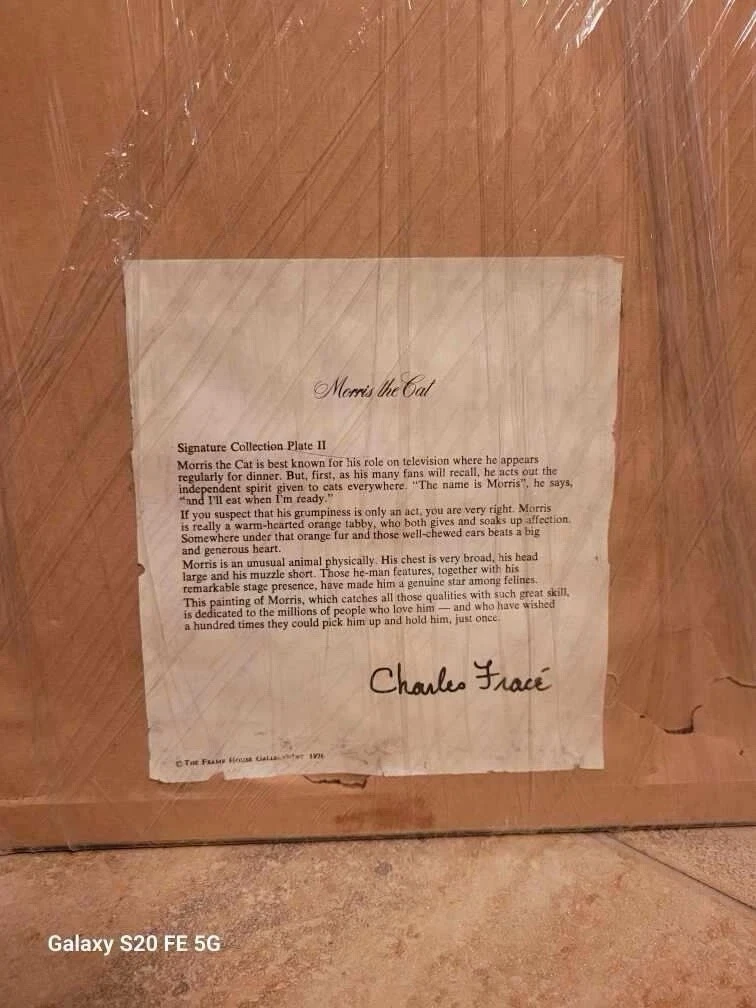 Morris the Cat
Signature Collection Plate II
Morris the Cat is best known for his role on television where he appears
regularly for dinner. But, first, as his many fans will recall, he acts out the
independent spirit given to cats everywhere. "The name is Morris", he says,
"and I'll eat when I'm ready."
If you suspect that his grumpiness is only an act, you are very right. Morris
is really a warm-hearted orange tabby, who both gives and soaks up affection.
Somewhere under that orange fur and those well-chewed ears beats a big
and generous heart.
Morris is an unusual animal physically. His chest is very broad, his head
large and his muzzle short. Those he-man features, together with his
remarkable stage presence, have made him a genuine star among felines.
This painting of Morris, which catches all those qualities with such great skill,
is dedicated to the millions of people who love him — and who have wished
a hundred times they could pick him up and hold him, just once.
Charles Fracé
© The Frame House 1976
Galaxy S20 FE 5G